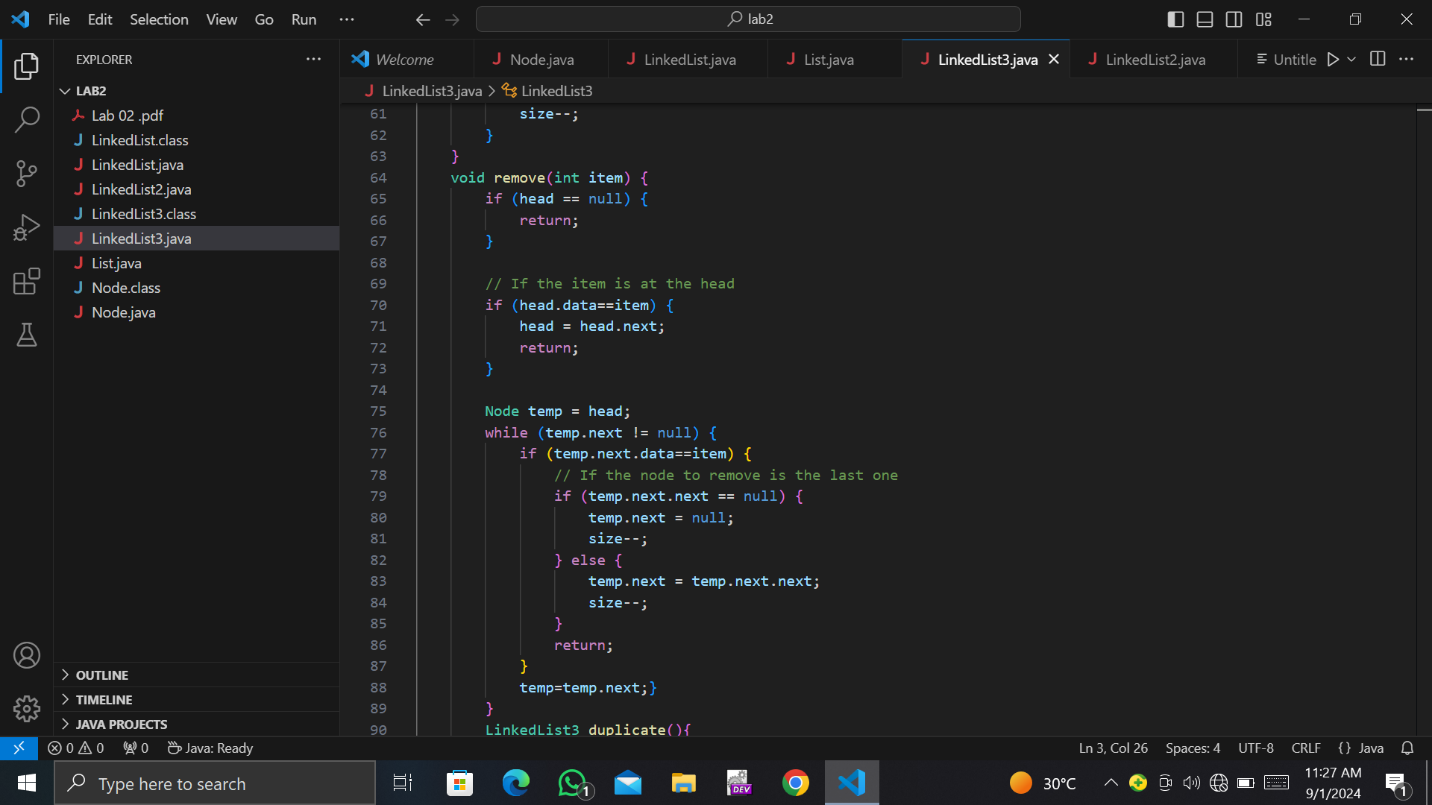 File Edit Selection View Go Run ··· lab2
EXPLORER ···
LAB2
Lab 02 .pdf
J LinkedList.class
J LinkedList.java
J LinkedList2.java
J LinkedList3.class
J LinkedList3.java
J List.java
J Node.class
J Node.java
OUTLINE
TIMELINE
JAVA PROJECTS
Welcome J Node.java J LinkedList.java J List.java J LinkedList3.java J LinkedList2.java Untitle ···
J LinkedList3.java > LinkedList3
61 size--;
62 }
63 }
64 void remove(int item) {
65 if (head == null) {
66 return;
67 }
68
69 // If the item is at the head
70 if (head.data==item) {
71 head = head.next;
72 return;
73 }
74
75 Node temp = head;
76 while (temp.next != null) {
77 if (temp.next.data==item) {
78 // If the node to remove is the last one
79 if (temp.next.next == null) {
80 temp.next = null;
81 size--;
82 } else {
83 temp.next = temp.next.next;
84 size--;
85 }
86 return;
87 }
88 temp=temp.next;}
89 }
90 LinkedList3 duplicate(){
0 0 0 Java: Ready Ln 3, Col 26 Spaces: 4 UTF-8 CRLF {} Java
Type here to search 1 DEV 30°C 11:27 AM 1
9/1/2024